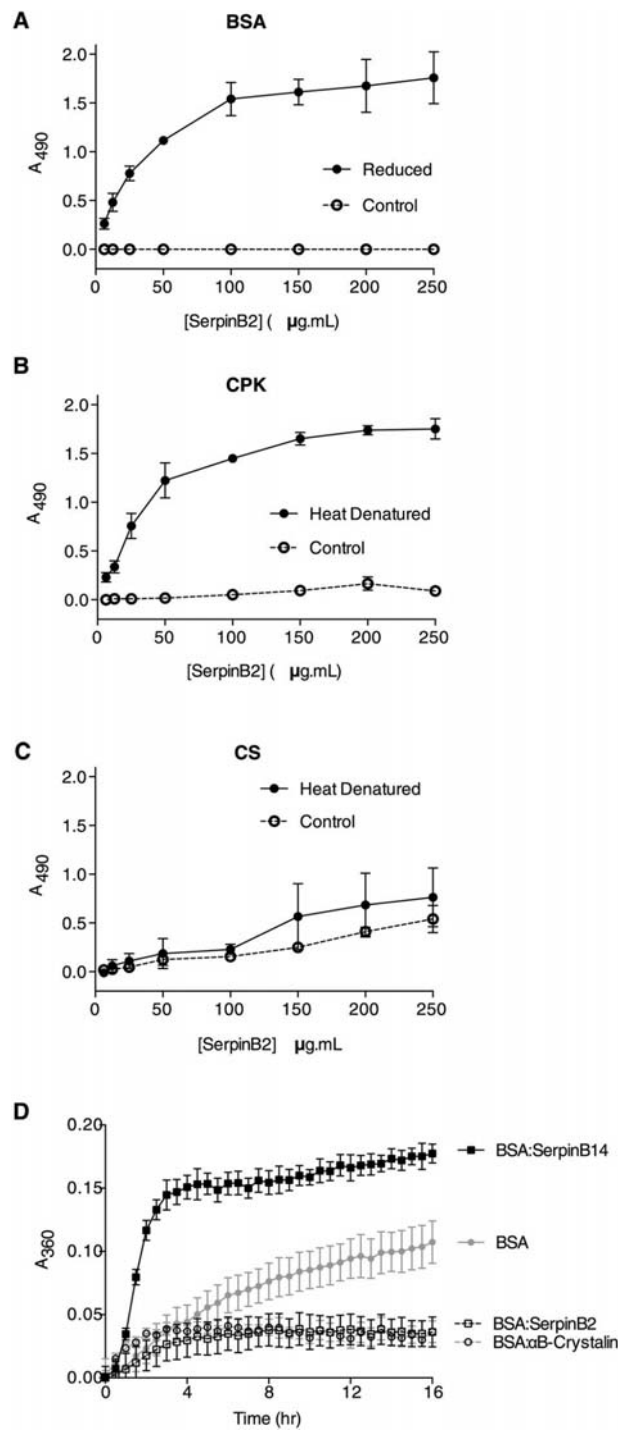 A
BSA
2.0
1.5
1.0
0.5
0.0
A490
Reduced
Control
0 50 100 150 200 250
[SerpinB2] ( µg.mL)
B
CPK
2.0
1.5
1.0
0.5
0.0
A490
Heat Denatured
Control
0 50 100 150 200 250
[SerpinB2] ( µg.mL)
C
CS
2.0
1.5
1.0
0.5
0.0
A490
Heat Denatured
Control
0 50 100 150 200 250
[SerpinB2] µg.mL
D
0.20
0.15
0.10
0.05
0.00
A360
BSA:SerpinB14
BSA
BSA:SerpinB2
BSA:αB-Crystalin
0 4 8 12 16
Time (hr)